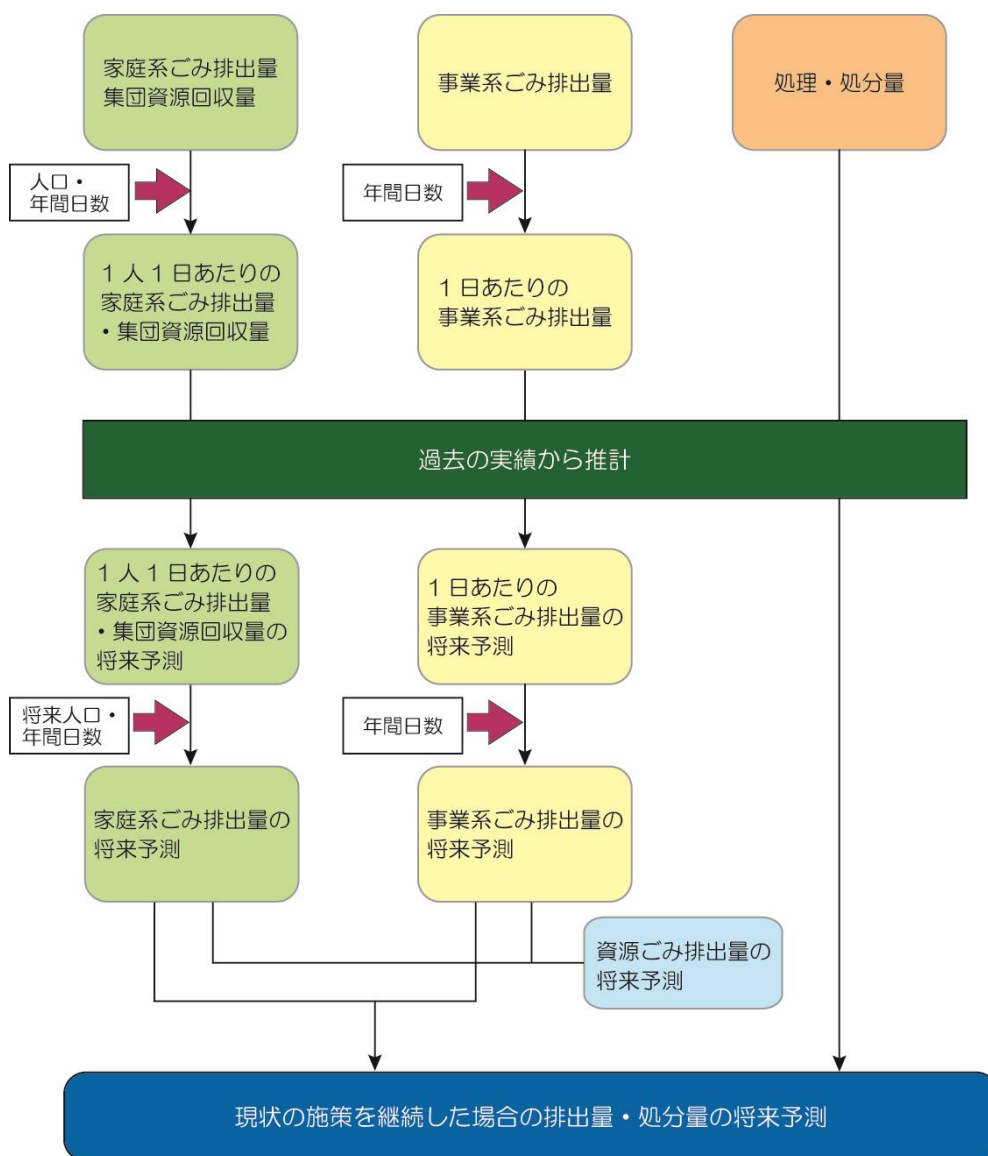 家庭系ごみ排出量
集団資源回収量
事業系ごみ排出量
処理・処分量
人口・
年間日数
年間日数
1人1日あたりの
家庭系ごみ排出量
・集団資源回収量
1日あたりの
事業系ごみ排出量
過去の実績から推計
1人1日あたりの
家庭系ごみ排出量
・集団資源回収量の
将来予測
1日あたりの
事業系ごみ排出量の
将来予測
将来人口・
年間日数
年間日数
家庭系ごみ排出量の
将来予測
事業系ごみ排出量の
将来予測
資源ごみ排出量の
将来予測
現状の施策を継続した場合の排出量・処分量の将来予測